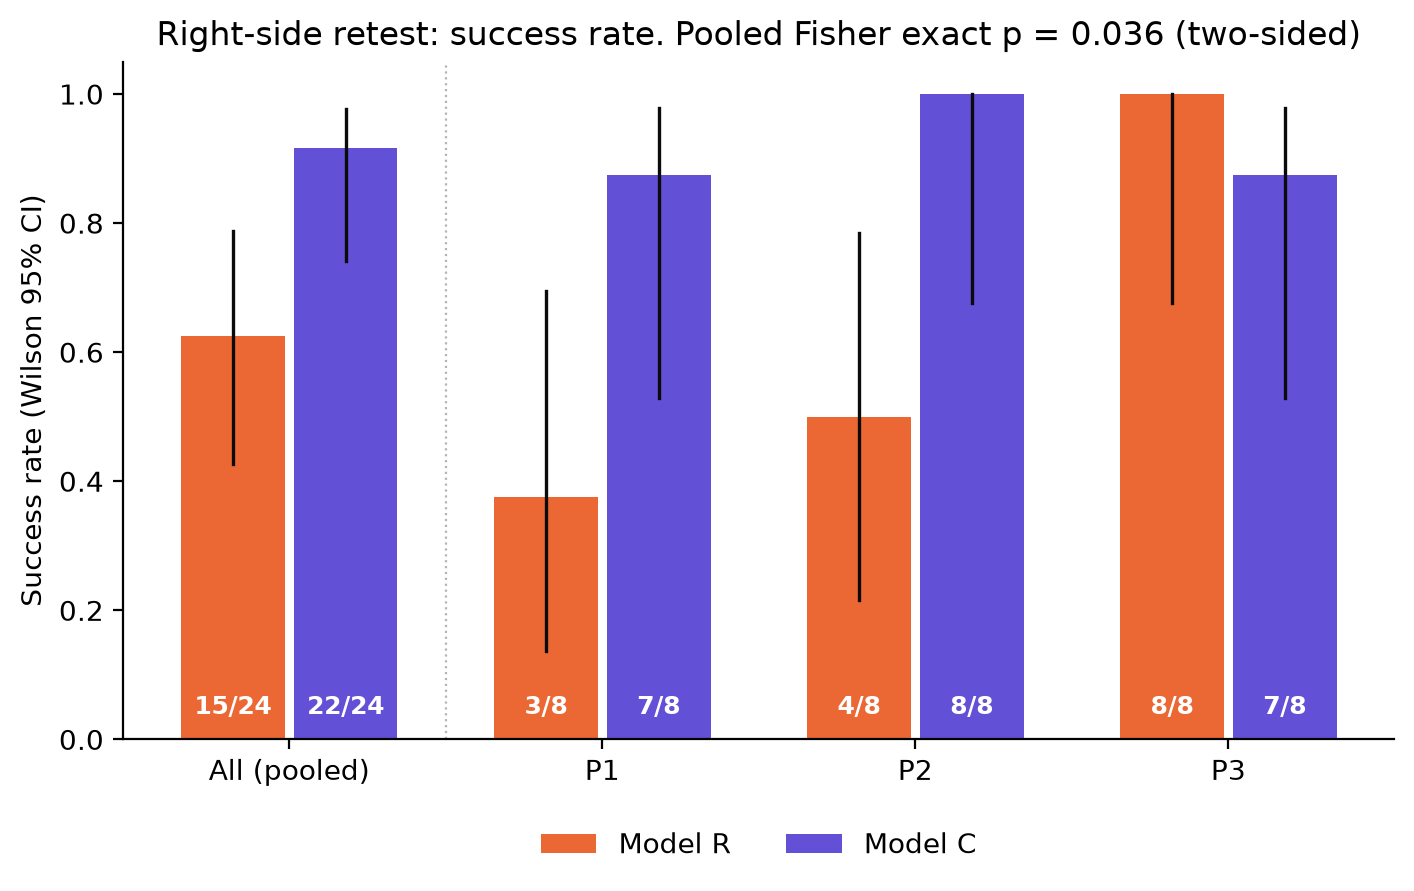 Right-side retest: success rate. Pooled Fisher exact p = 0.036 (two-sided)
Success rate (Wilson 95% CI)
1.0
0.8
0.6
0.4
0.2
0.0
15/24 22/24 3/8 7/8 4/8 8/8 8/8 7/8
All (pooled) P1 P2 P3
Model R Model C